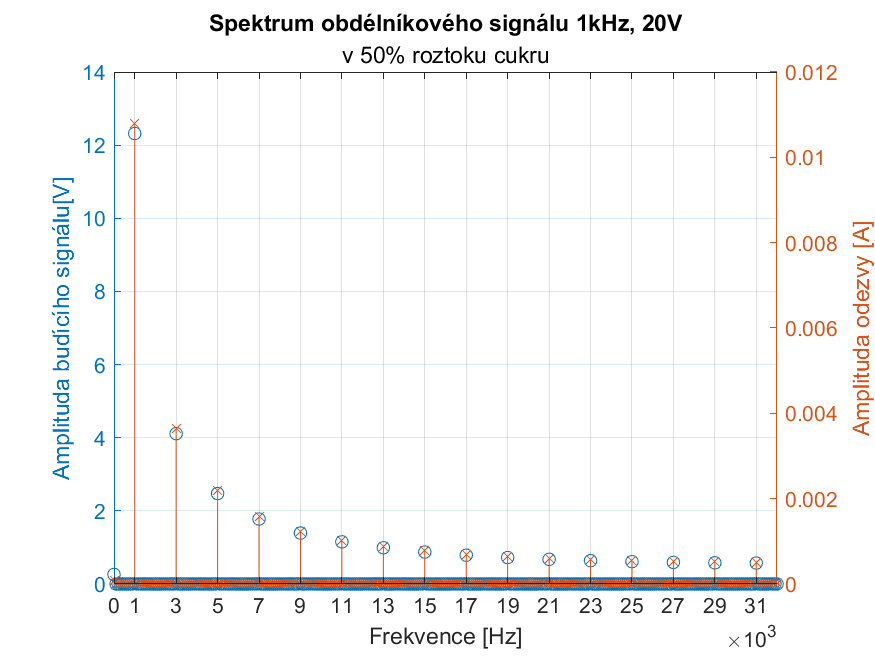 Spektrum obdélníkového signálu 1kHz, 20V
v 50% roztoku cukru
14
12
10
8
6
4
2
0
Amplituda budícího signálu[V]
0.012
0.01
0.008
0.006
0.004
0.002
0
Amplituda odezvy [A]
0 1 3 5 7 9 11 13 15 17 19 21 23 25 27 29 31
Frekvence [Hz]
×10³